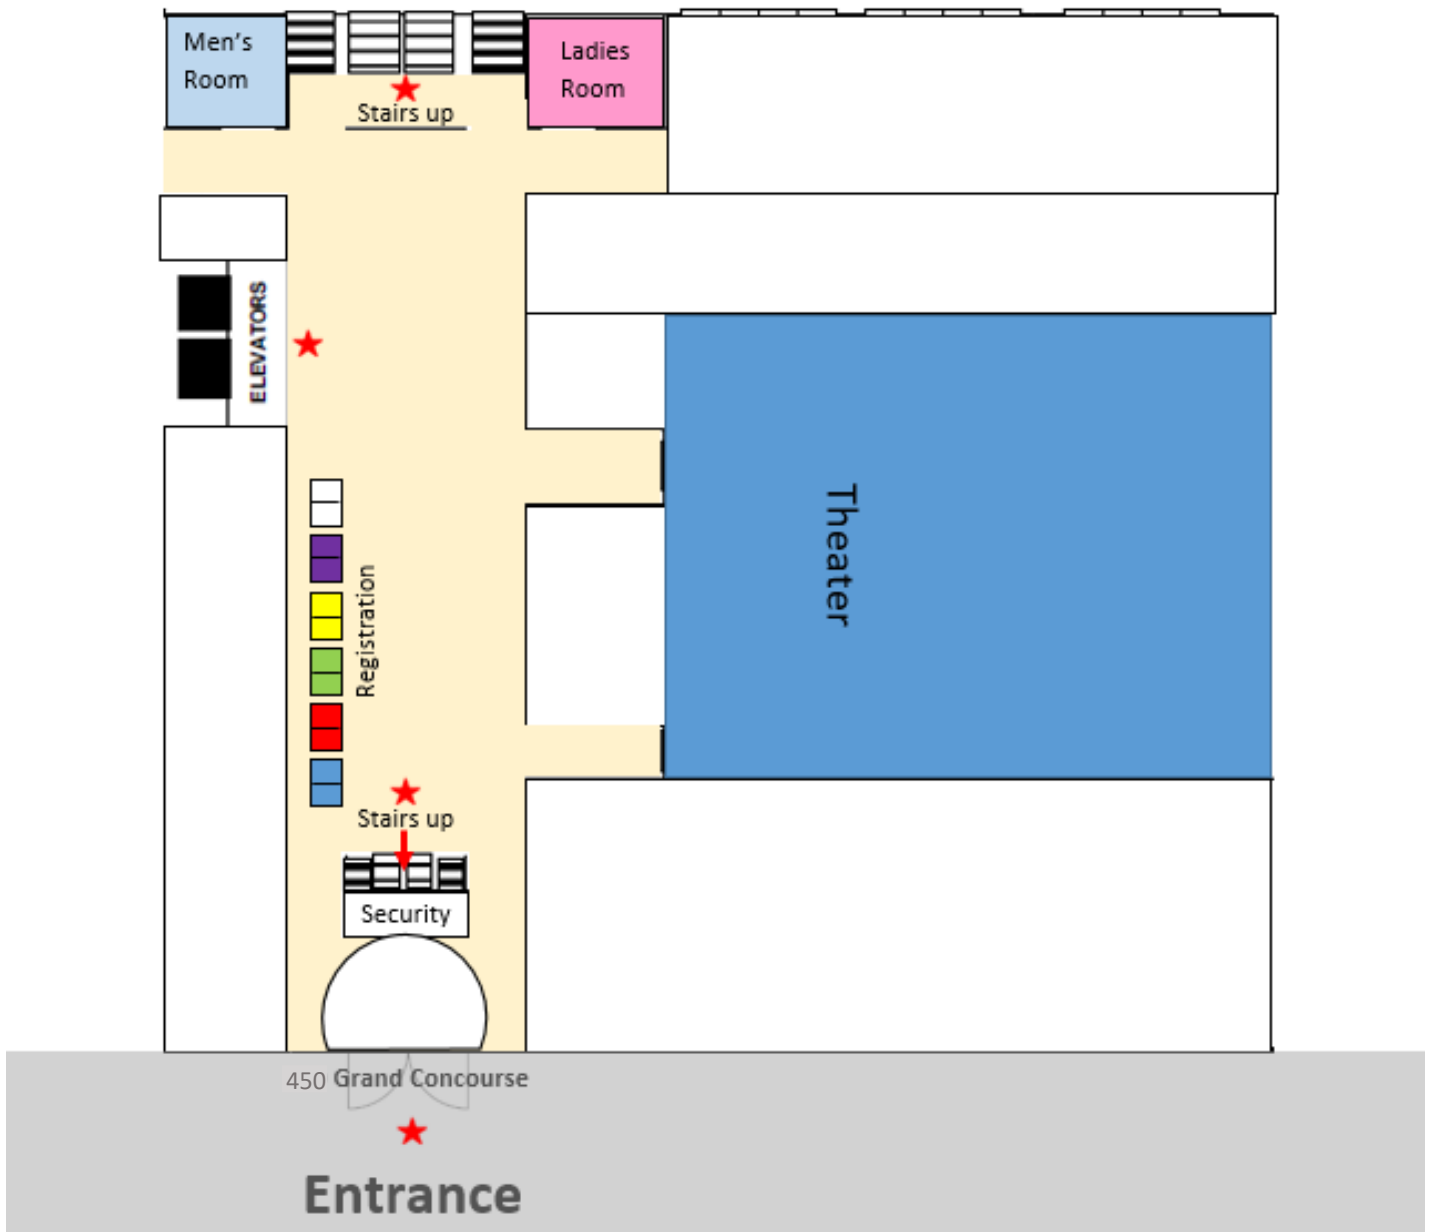 Men's
Room
Ladies
Room
Stairs up
ELEVATORS
Theater
Registration
Stairs up
Security
450 Grand Concourse
Entrance